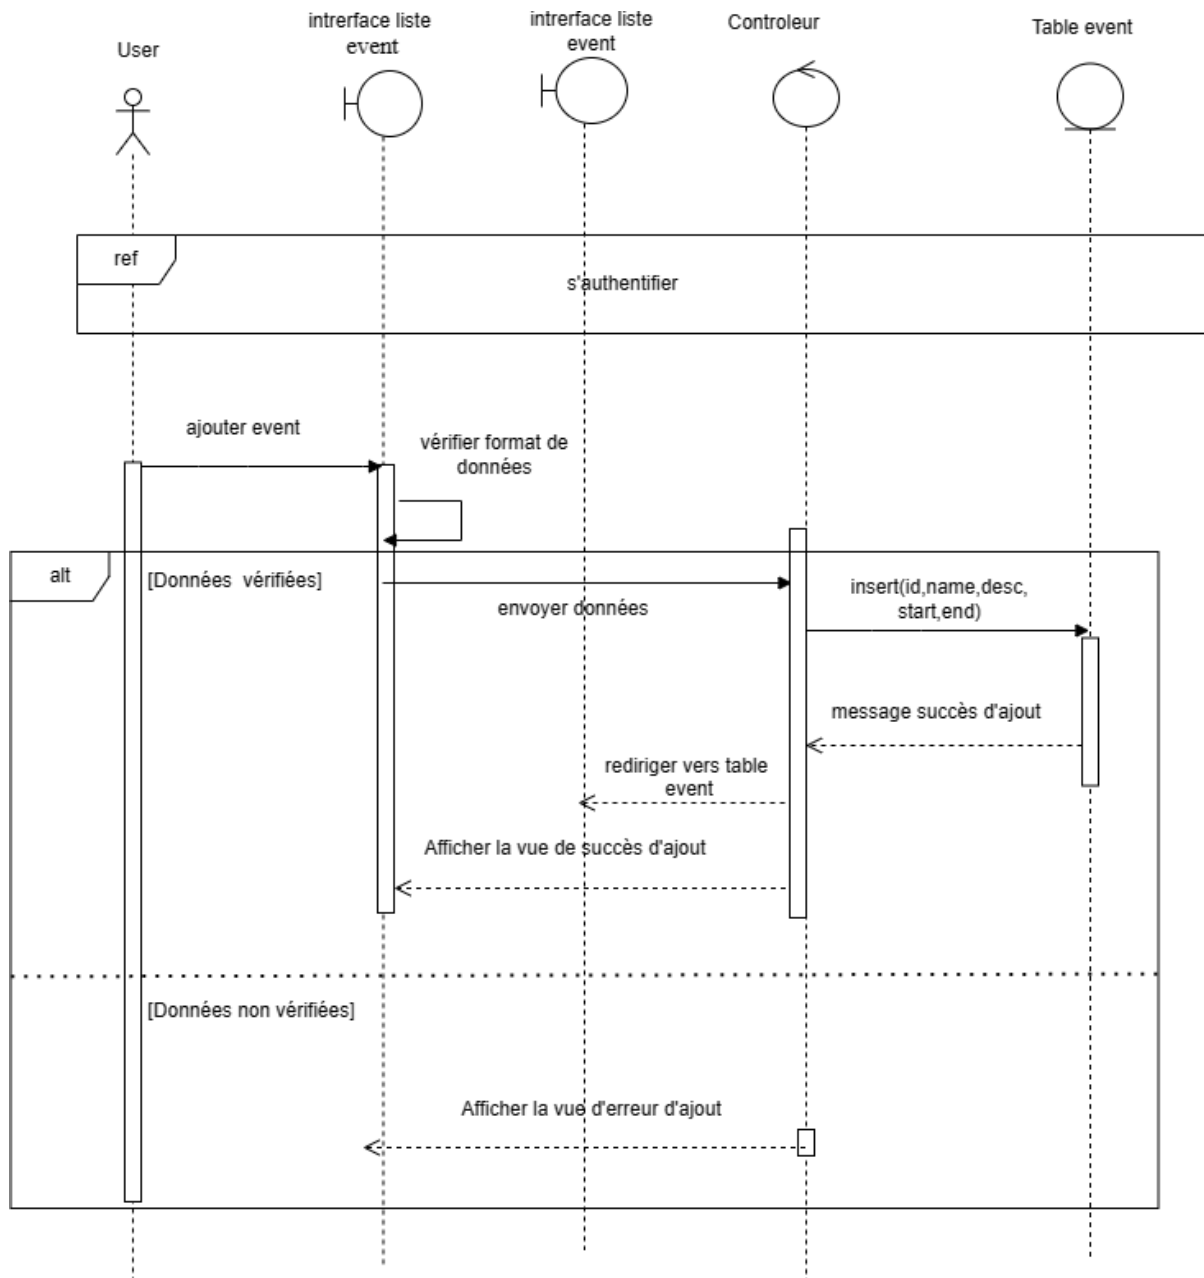 User
intrerface liste
event
intrerface liste
event
Controleur
Table event
ref
s'authentifier
ajouter event
vérifier format de
données
alt
[Données  vérifiées]
envoyer données
insert(id,name,desc,
start,end)
message succès d'ajout
rediriger vers table
event
Afficher la vue de succès d'ajout
[Données non vérifiées]
Afficher la vue d'erreur d'ajout